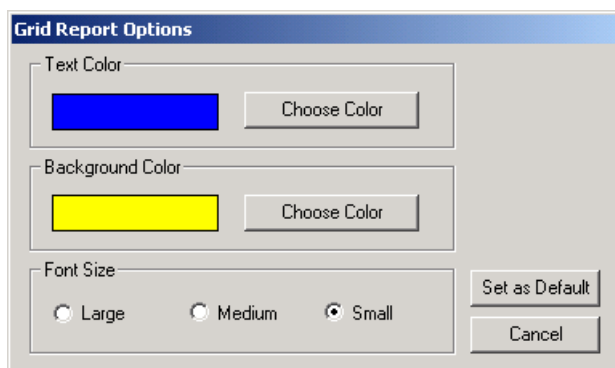 Grid Report Options
Text Color
Choose Color
Background Color
Choose Color
Font Size
Large Medium Small
Set as Default
Cancel